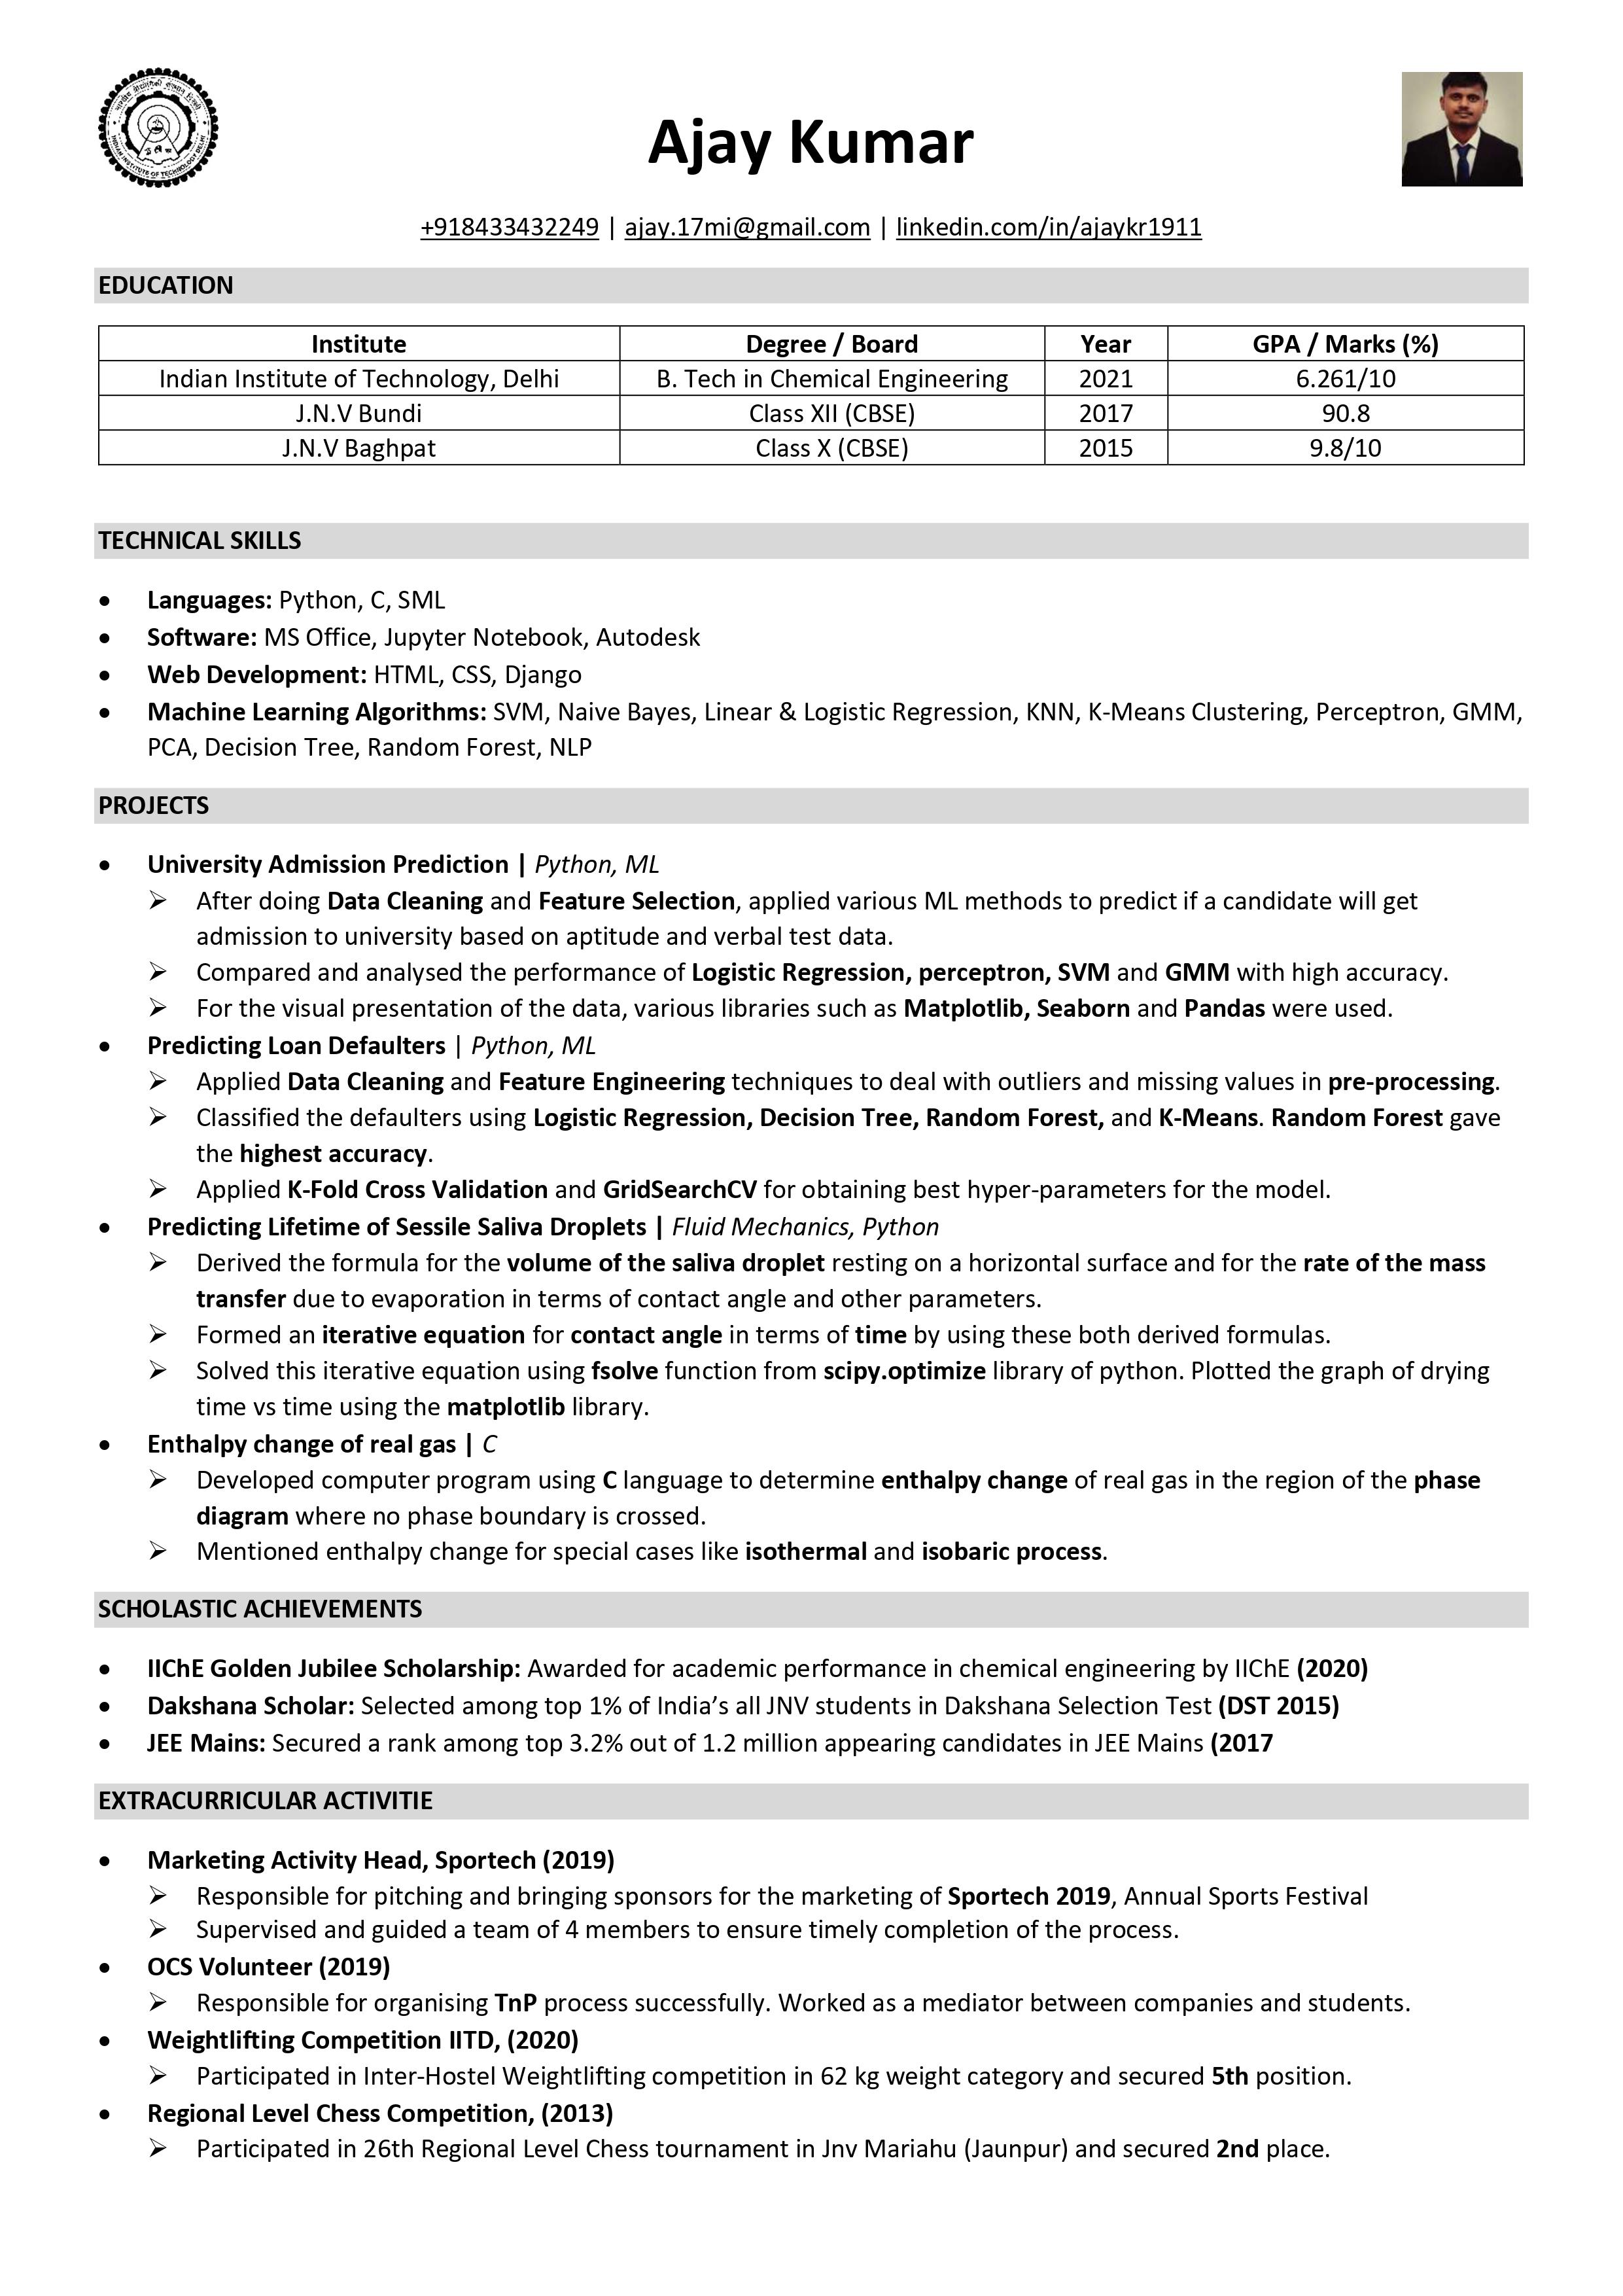 Ajay Kumar
INDIAN INSTITUTE OF TECHNOLOGY DELHI
+918433432249 | ajay.17mi@gmail.com | linkedin.com/in/ajaykr1911
EDUCATION
Institute Degree / Board Year GPA / Marks (%)
Indian Institute of Technology, Delhi B. Tech in Chemical Engineering 2021 6.261/10
J.N.V Bundi Class XII (CBSE) 2017 90.8
J.N.V Baghpat Class X (CBSE) 2015 9.8/10
TECHNICAL SKILLS
• Languages: Python, C, SML
• Software: MS Office, Jupyter Notebook, Autodesk
• Web Development: HTML, CSS, Django
• Machine Learning Algorithms: SVM, Naive Bayes, Linear & Logistic Regression, KNN, K-Means Clustering, Perceptron, GMM,
PCA, Decision Tree, Random Forest, NLP
PROJECTS
• University Admission Prediction | Python, ML
➢ After doing Data Cleaning and Feature Selection, applied various ML methods to predict if a candidate will get
admission to university based on aptitude and verbal test data.
➢ Compared and analysed the performance of Logistic Regression, perceptron, SVM and GMM with high accuracy.
➢ For the visual presentation of the data, various libraries such as Matplotlib, Seaborn and Pandas were used.
• Predicting Loan Defaulters | Python, ML
➢ Applied Data Cleaning and Feature Engineering techniques to deal with outliers and missing values in pre-processing.
➢ Classified the defaulters using Logistic Regression, Decision Tree, Random Forest, and K-Means. Random Forest gave
the highest accuracy.
➢ Applied K-Fold Cross Validation and GridSearchCV for obtaining best hyper-parameters for the model.
• Predicting Lifetime of Sessile Saliva Droplets | Fluid Mechanics, Python
➢ Derived the formula for the volume of the saliva droplet resting on a horizontal surface and for the rate of the mass
transfer due to evaporation in terms of contact angle and other parameters.
➢ Formed an iterative equation for contact angle in terms of time by using these both derived formulas.
➢ Solved this iterative equation using fsolve function from scipy.optimize library of python. Plotted the graph of drying
time vs time using the matplotlib library.
• Enthalpy change of real gas | C
➢ Developed computer program using C language to determine enthalpy change of real gas in the region of the phase
diagram where no phase boundary is crossed.
➢ Mentioned enthalpy change for special cases like isothermal and isobaric process.
SCHOLASTIC ACHIEVEMENTS
• IIChE Golden Jubilee Scholarship: Awarded for academic performance in chemical engineering by IIChE (2020)
• Dakshana Scholar: Selected among top 1% of India’s all JNV students in Dakshana Selection Test (DST 2015)
• JEE Mains: Secured a rank among top 3.2% out of 1.2 million appearing candidates in JEE Mains (2017
EXTRACURRICULAR ACTIVITIE
• Marketing Activity Head, Sportech (2019)
➢ Responsible for pitching and bringing sponsors for the marketing of Sportech 2019, Annual Sports Festival
➢ Supervised and guided a team of 4 members to ensure timely completion of the process.
• OCS Volunteer (2019)
➢ Responsible for organising TnP process successfully. Worked as a mediator between companies and students.
• Weightlifting Competition IITD, (2020)
➢ Participated in Inter-Hostel Weightlifting competition in 62 kg weight category and secured 5th position.
• Regional Level Chess Competition, (2013)
➢ Participated in 26th Regional Level Chess tournament in Jnv Mariahu (Jaunpur) and secured 2nd place.